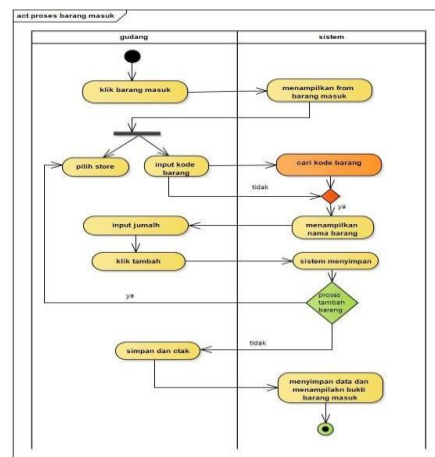 act proses barang masuk
gudang
sistem
klik barang masuk
menampilkan from
barang masuk
pilih store
input kode
barang
cari kode barang
tidak
ya
input jumalh
menampilkan
nama barang
klik tambah
sistem menyimpan
ya
proses
tambah
barang
tidak
simpan dan ctak
menyimpan data dan
menampilakn bukti
barang masuk